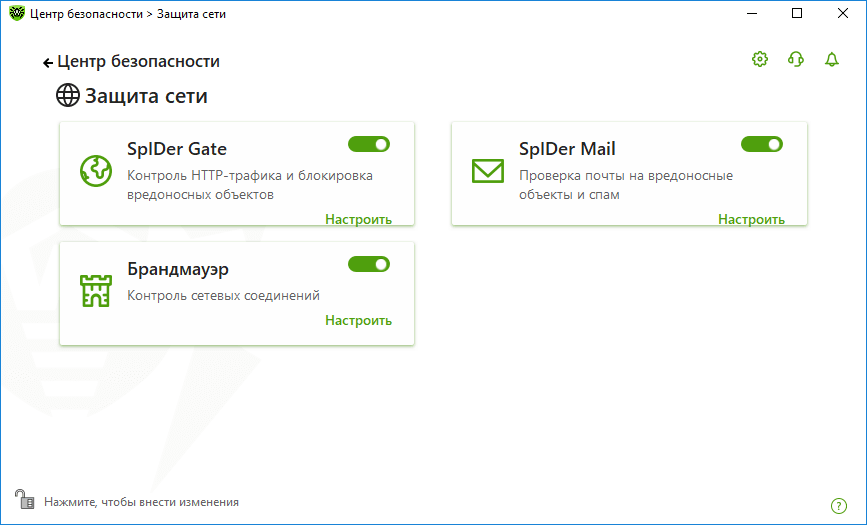 Центр безопасности > Защита сети
Центр безопасности
Защита сети
SpIDer Gate
Контроль HTTP-трафика и блокировка
вредоносных объектов
Настроить
SpIDer Mail
Проверка почты на вредоносные
объекты и спам
Настроить
Брандмауэр
Контроль сетевых соединений
Настроить
Нажмите, чтобы внести изменения
?